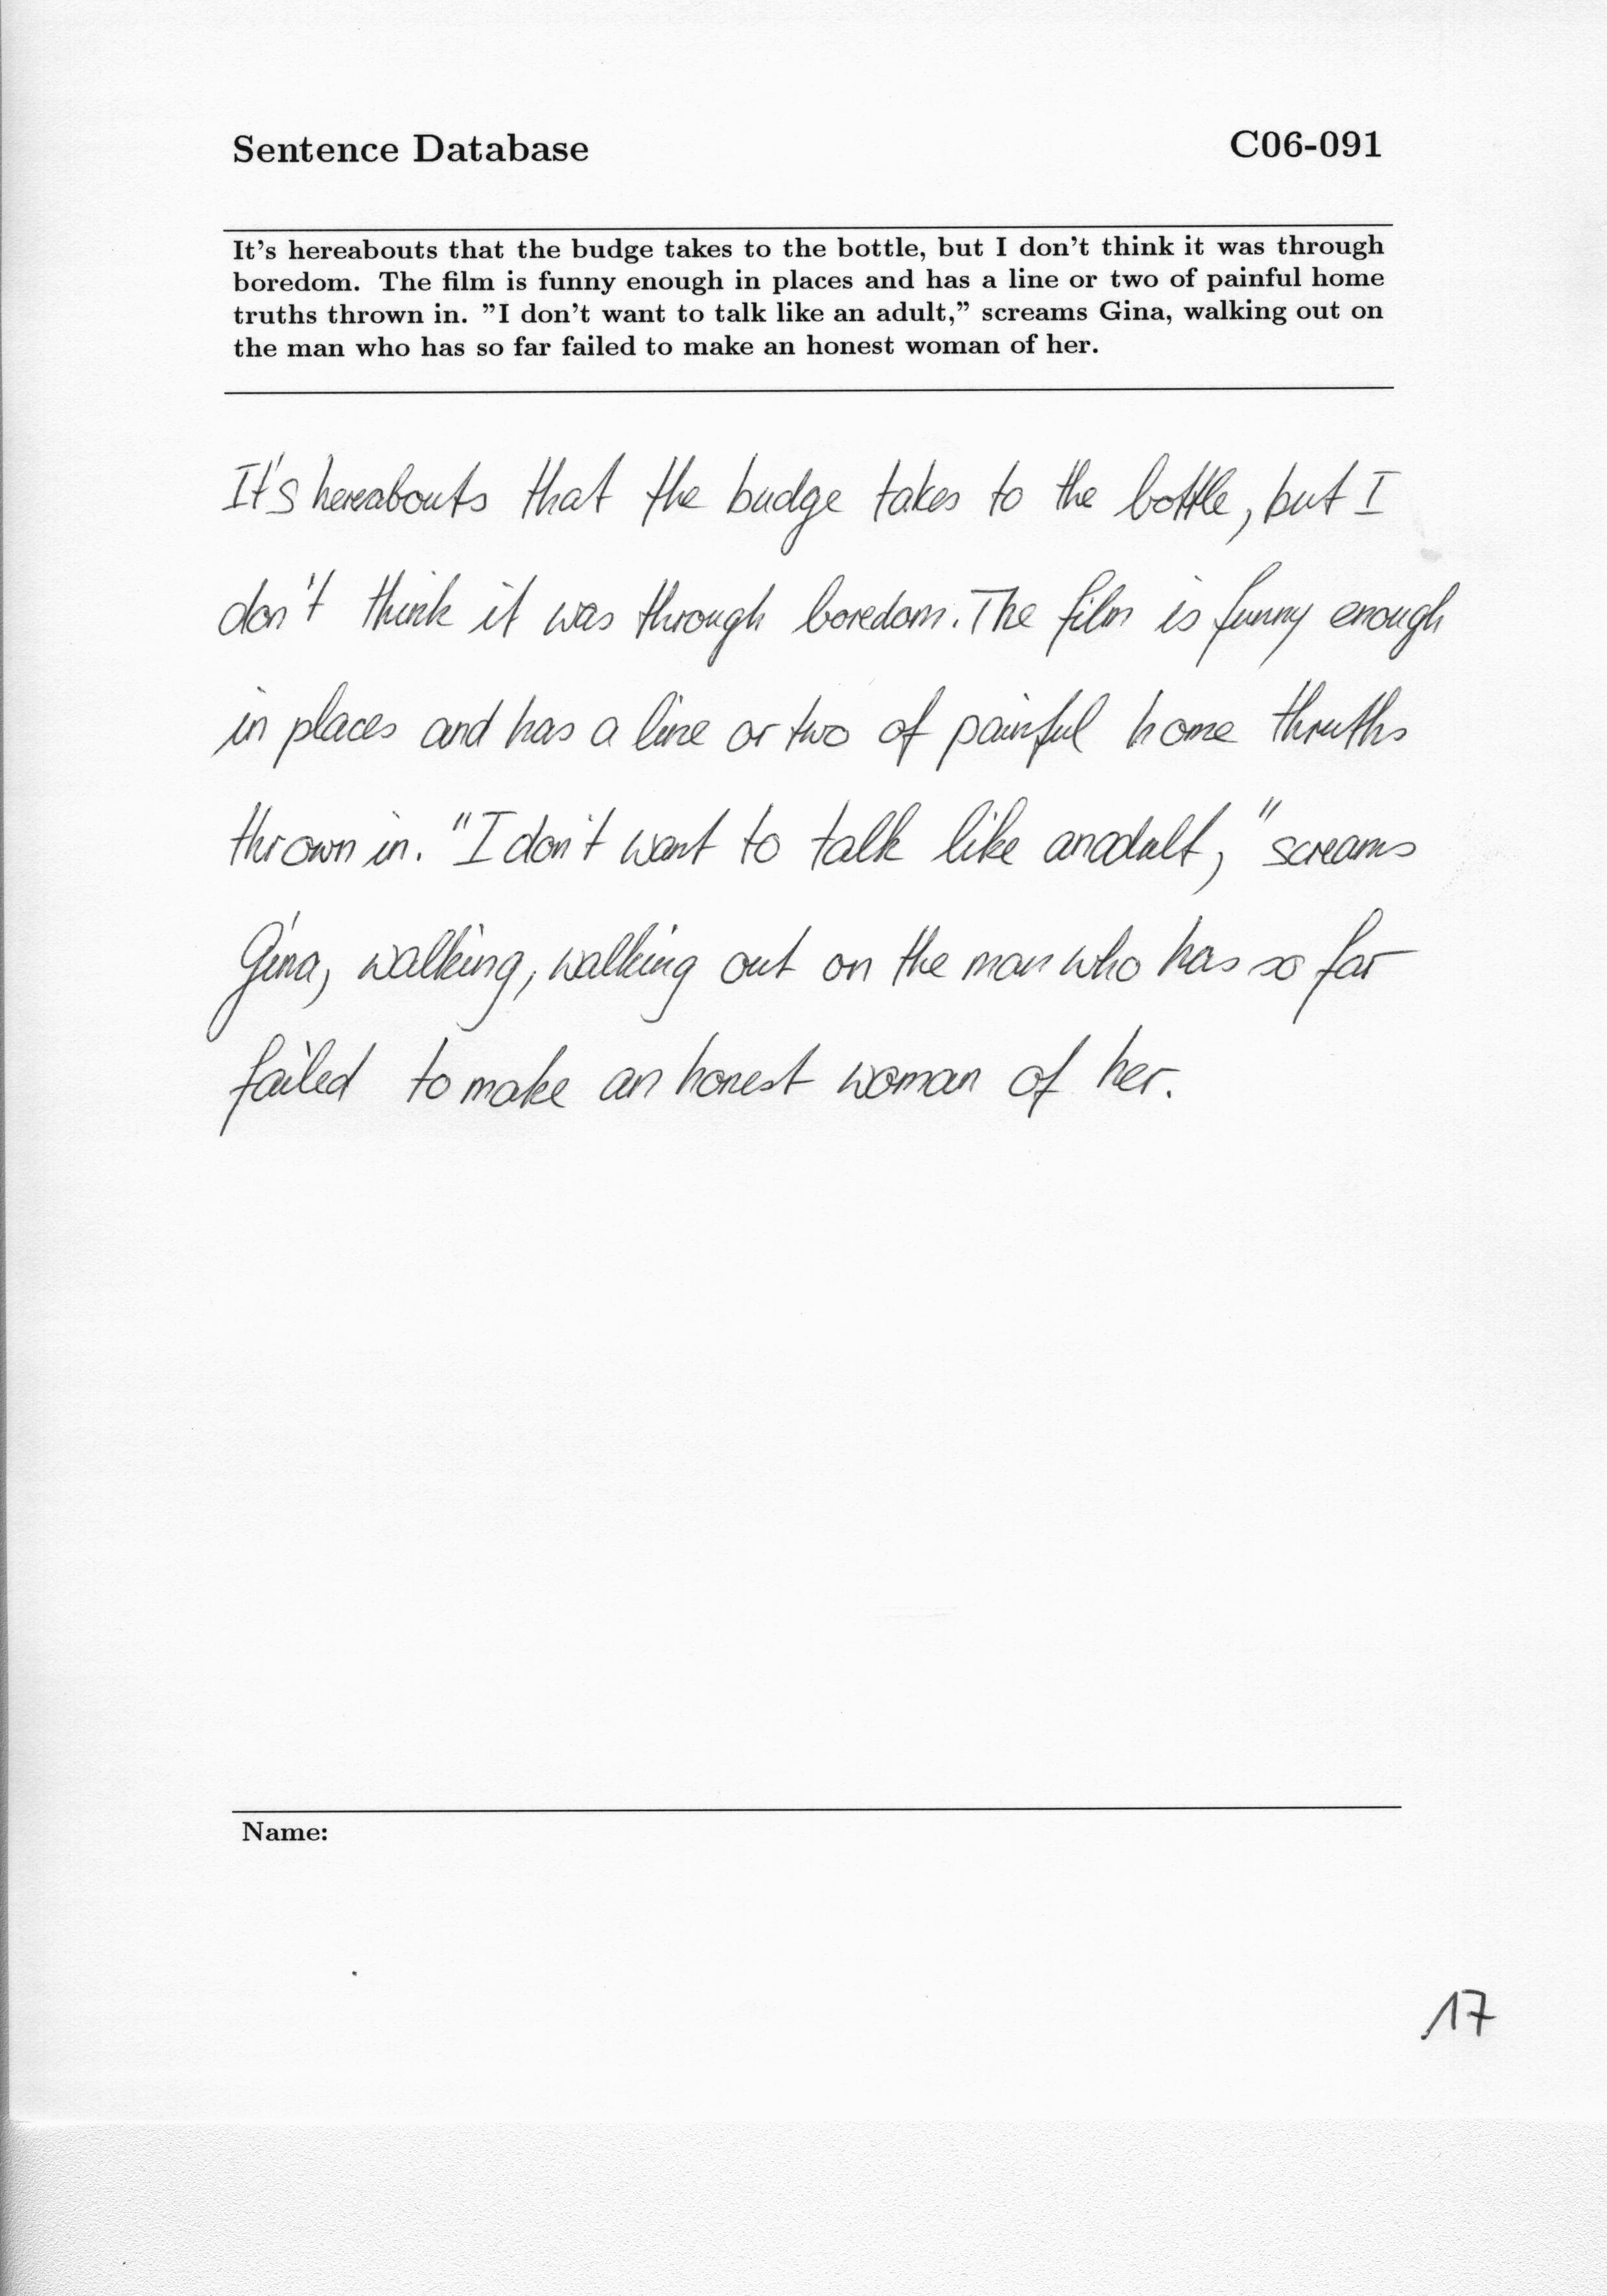 Sentence Database C06-091
It's hereabouts that the budge takes to the bottle, but I don't think it was through
boredom. The film is funny enough in places and has a line or two of painful home
truths thrown in. "I don't want to talk like an adult," screams Gina, walking out on
the man who has so far failed to make an honest woman of her.
It's hereabouts that the budge takes to the bottle, but I
don't think it was through boredom. The film is funny enough
in places and has a line or two of painful home thruths
thrown in. "I don't want to talk like an adult," screams
Gina, walking, walking out on the man who has so far
failed to make an honest woman of her.
Name:
17